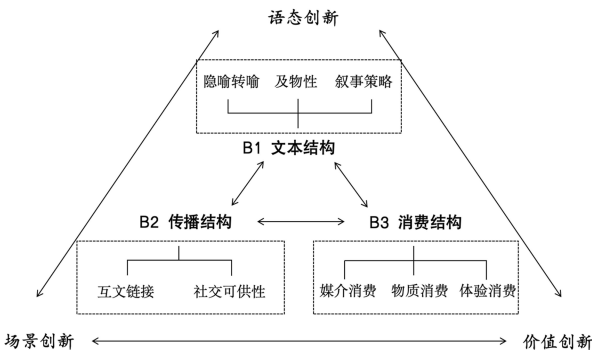 语态创新
隐喻转喻 及物性 叙事策略
B1 文本结构
B2 传播结构 B3 消费结构
互文链接 社交可供性 媒介消费 物质消费 体验消费
场景创新 价值创新